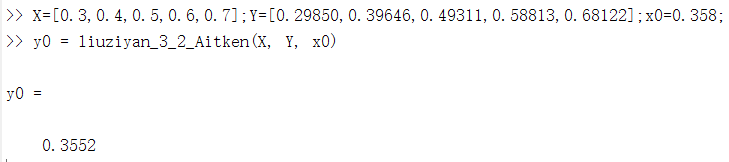 >> X=[0.3,0.4,0.5,0.6,0.7];Y=[0.29850,0.39646,0.49311,0.58813,0.68122];x0=0.358;
>> y0 = liuziyan_3_2_Aitken(X, Y, x0)
y0 =
0.3552